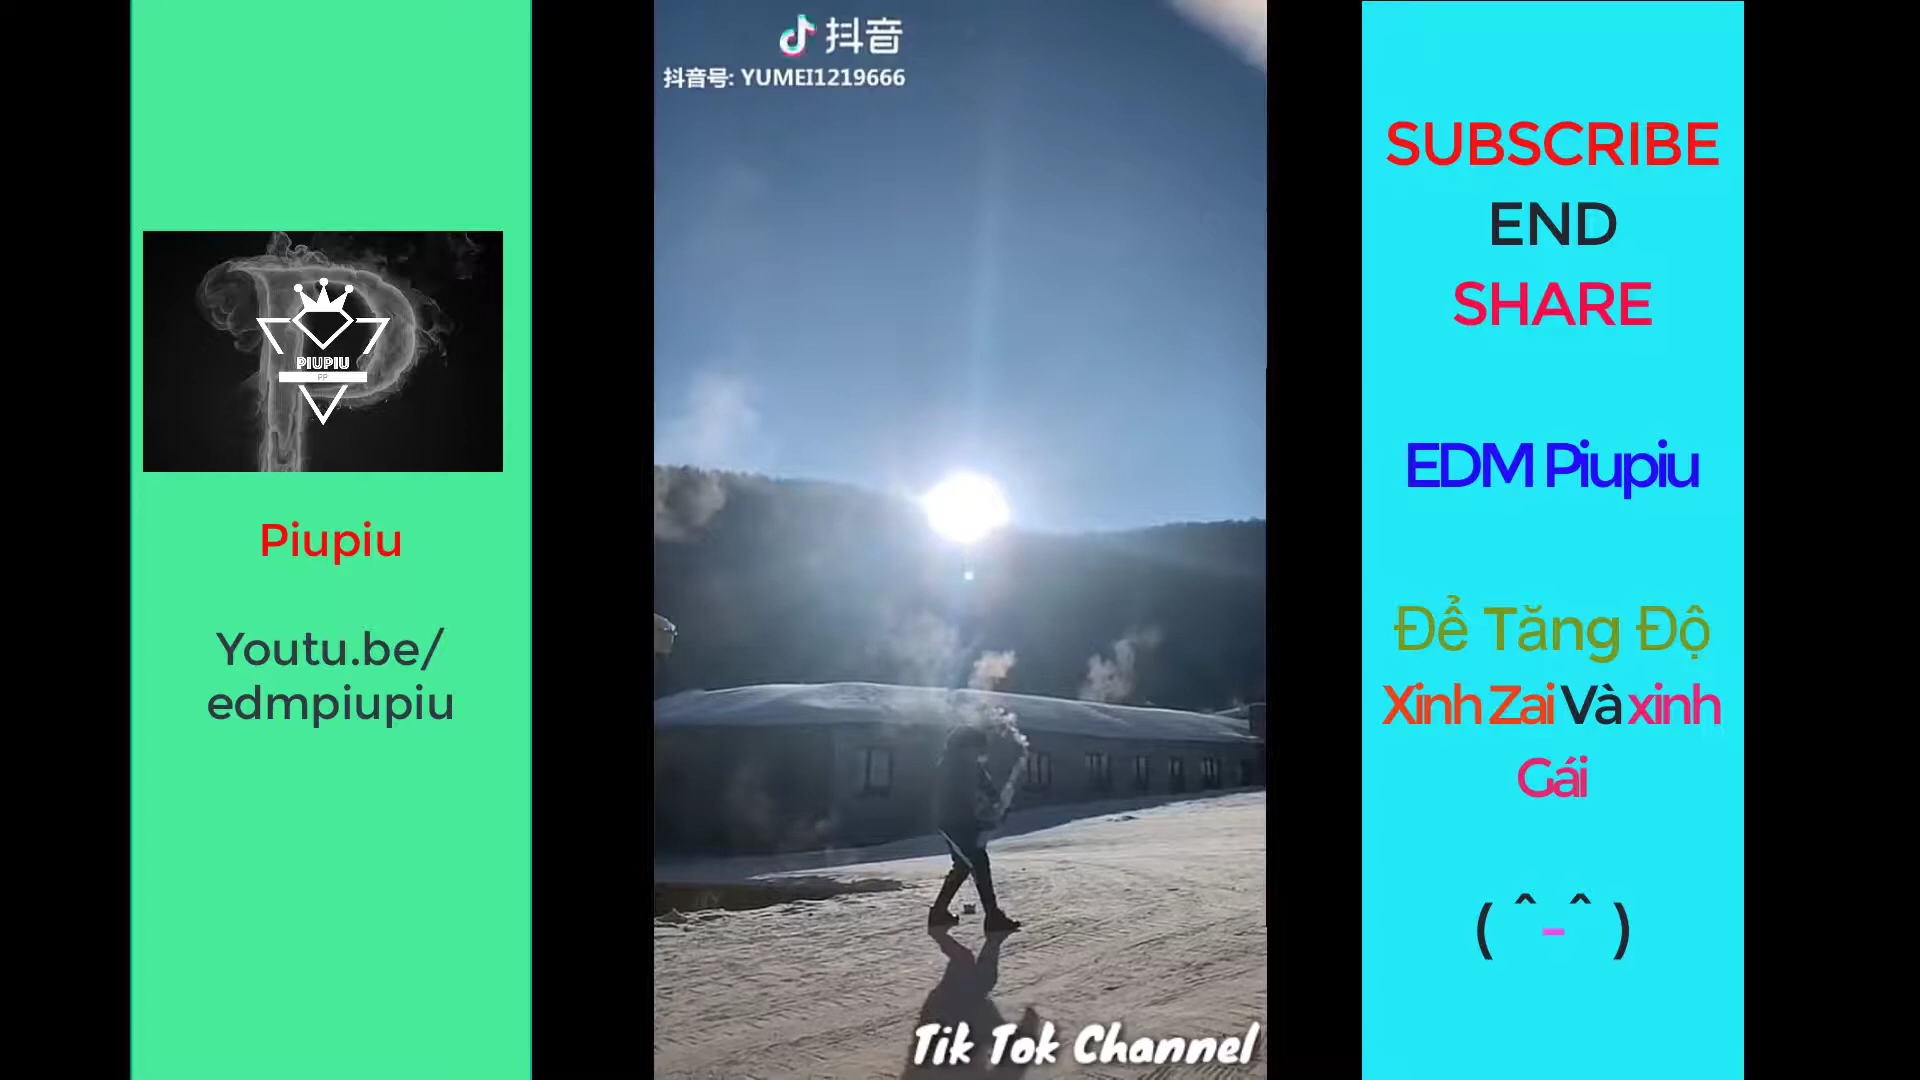 PIUPIU
PP
Piupiu
Youtu.be/
edmpiupiu
抖音
抖音号: YUMEI1219666
Tik Tok Channel
SUBSCRIBE
END
SHARE
EDM Piupiu
Để Tăng Độ
Xinh Zai Và xinh
Gái
( ˆ-ˆ )